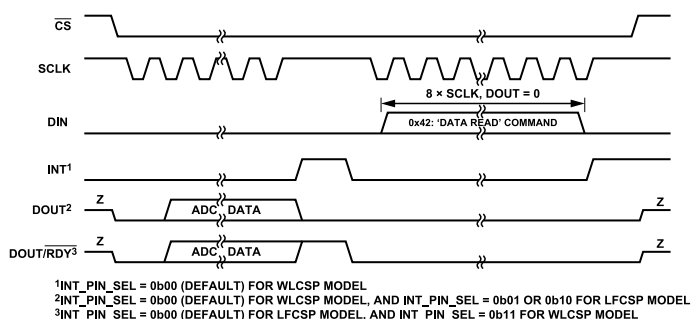 CS
SCLK
8 × SCLK, DOUT = 0
DIN
0x42: 'DATA READ' COMMAND
INT1
Z
Z
DOUT2
ADC DATA
Z
Z
DOUT/RDY3
ADC DATA
1INT_PIN_SEL = 0b00 (DEFAULT) FOR WLCSP MODEL
2INT_PIN_SEL = 0b00 (DEFAULT) FOR WLCSP MODEL, AND INT_PIN_SEL = 0b01 OR 0b10 FOR LFCSP MODEL
3INT_PIN_SEL = 0b00 (DEFAULT) FOR LFCSP MODEL, AND INT_PIN_SEL = 0b11 FOR WLCSP MODEL